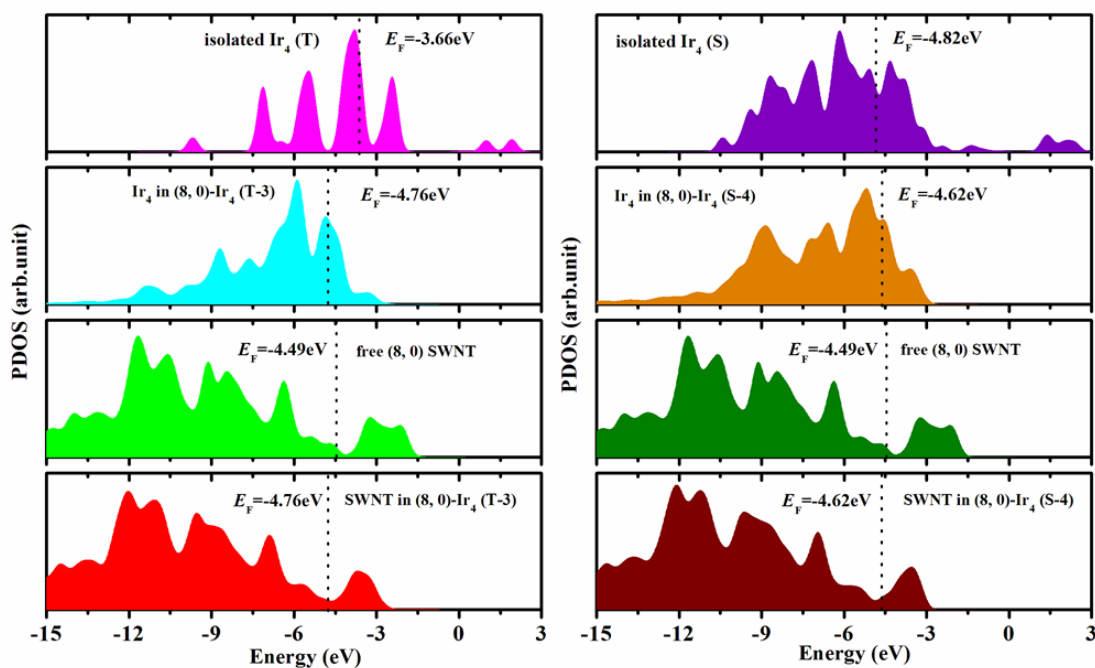 PDOS (arb.unit)
isolated Ir4 (T)
EF=-3.66eV
Ir4 in (8, 0)-Ir4 (T-3)
EF=-4.76eV
EF=-4.49eV
free (8, 0) SWNT
EF=-4.76eV
SWNT in (8, 0)-Ir4 (T-3)
-15 -12 -9 -6 -3 0 3
Energy (eV)
PDOS (arb.unit)
isolated Ir4 (S)
EF=-4.82eV
Ir4 in (8, 0)-Ir4 (S-4)
EF=-4.62eV
EF=-4.49eV
free (8, 0) SWNT
EF=-4.62eV
SWNT in (8, 0)-Ir4 (S-4)
-15 -12 -9 -6 -3 0 3
Energy (eV)